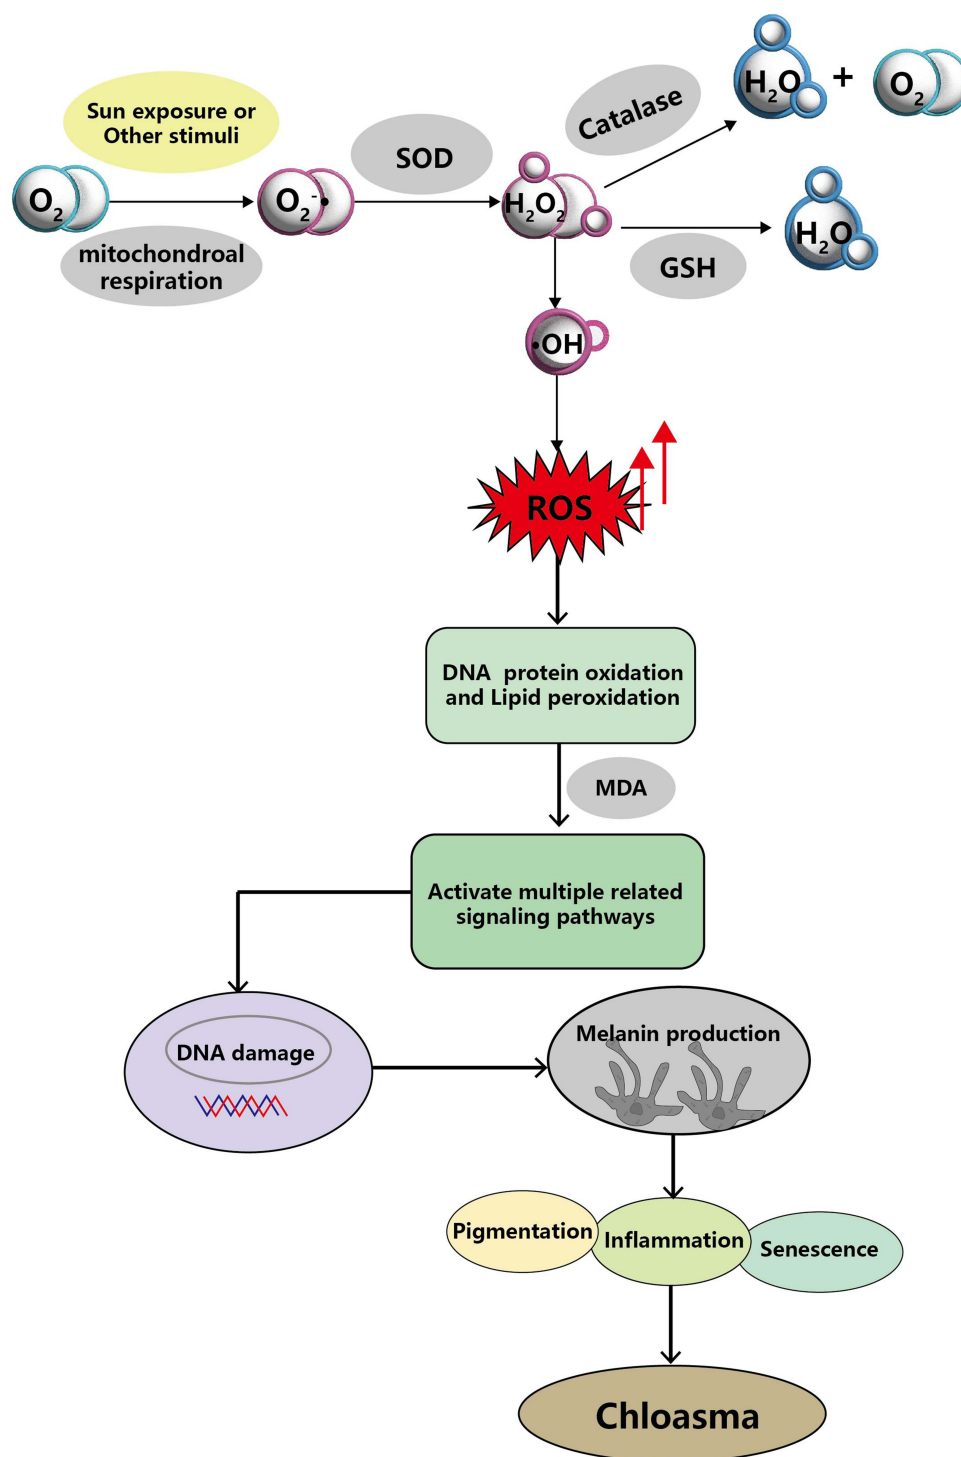 Sun exposure or
Other stimuli
O₂
mitochondroal
respiration
O₂⁻•
SOD
H₂O₂
Catalase
H₂O + O₂
GSH
H₂O
•OH
ROS
DNA protein oxidation
and Lipid peroxidation
MDA
Activate multiple related
signaling pathways
DNA damage
Melanin production
Pigmentation
Inflammation
Senescence
Chloasma